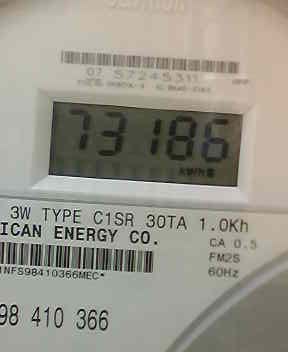 07 57245311
73186
kWh
3W TYPE C1SR 30TA 1.0Kh
ICAN ENERGY CO.
CA 0.5
FM2S
1NFS98410366MEC*
60Hz
98 410 366